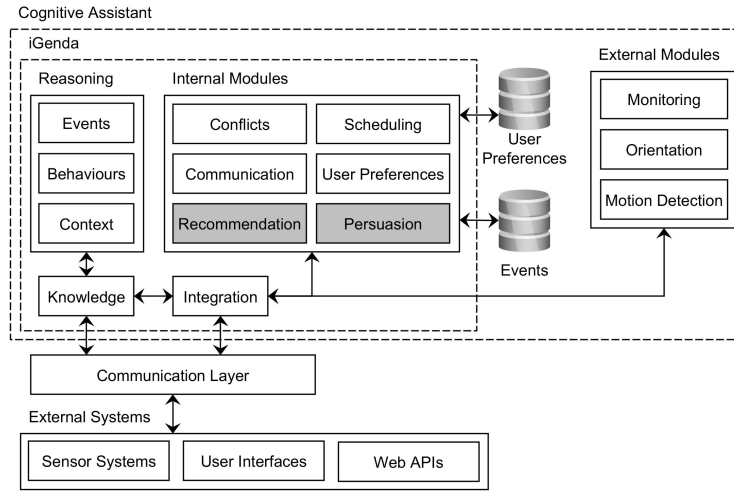 Cognitive Assistant
iGenda
Reasoning
Events
Behaviours
Context
Internal Modules
Conflicts
Scheduling
Communication
User Preferences
Recommendation
Persuasion
User
Preferences
Events
External Modules
Monitoring
Orientation
Motion Detection
Knowledge
Integration
Communication Layer
External Systems
Sensor Systems
User Interfaces
Web APIs